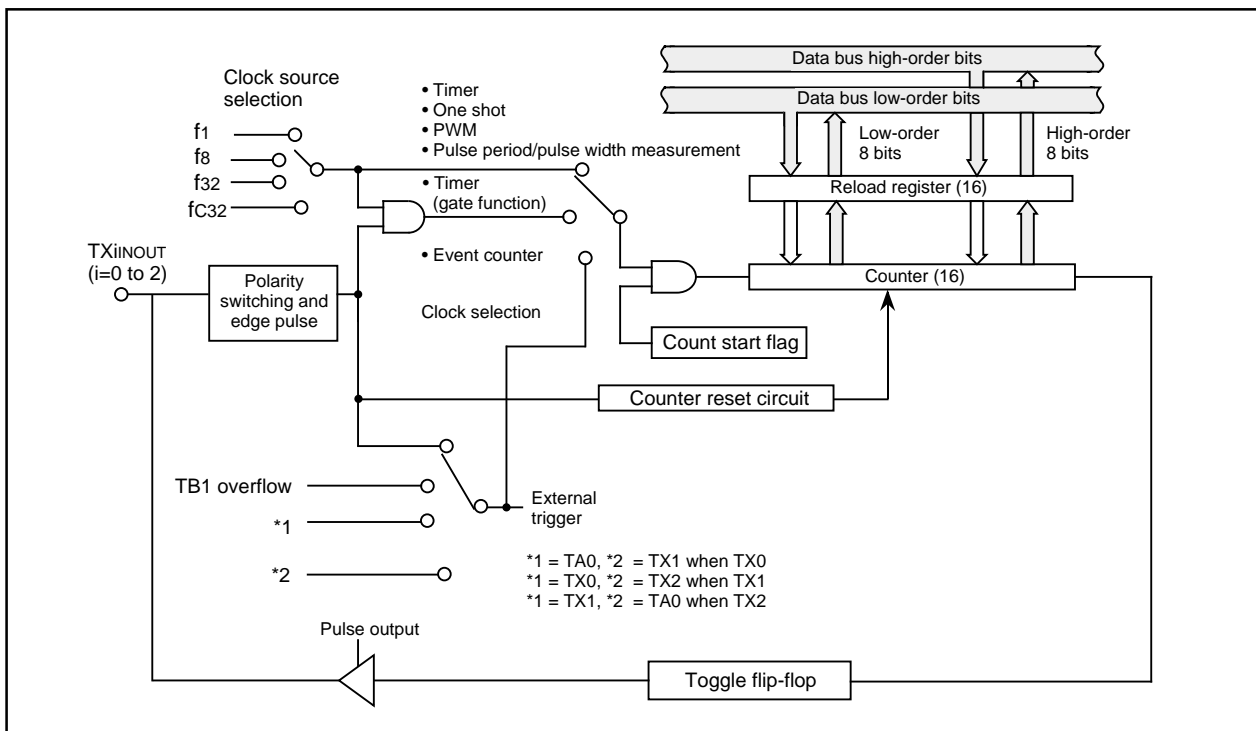 Clock source
selection
f1
f8
f32
fC32
TXiINOUT
(i=0 to 2)
Polarity
switching and
edge pulse
• Timer
• One shot
• PWM
• Pulse period/pulse width measurement
• Timer
(gate function)
• Event counter
Clock selection
Data bus high-order bits
Data bus low-order bits
Low-order
8 bits
High-order
8 bits
Reload register (16)
Counter (16)
Count start flag
Counter reset circuit
TB1 overflow
*1
*2
External
trigger
*1 = TA0, *2 = TX1 when TX0
*1 = TX0, *2 = TX2 when TX1
*1 = TX1, *2 = TA0 when TX2
Pulse output
Toggle flip-flop